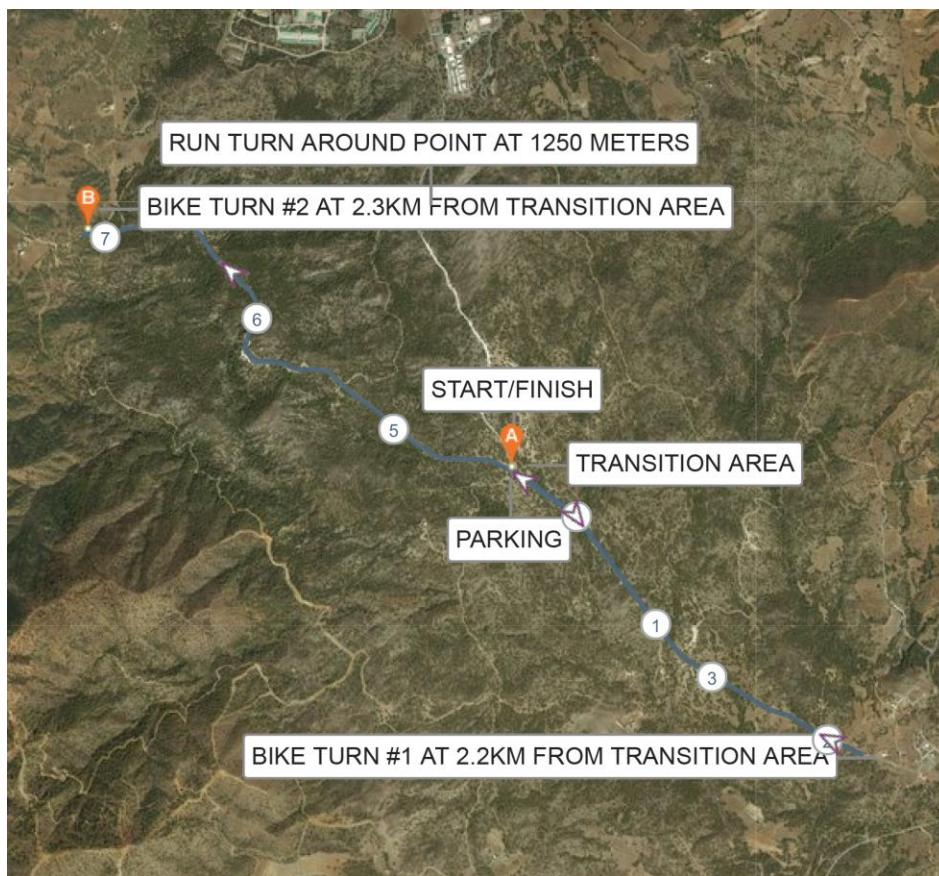 RUN TURN AROUND POINT AT 1250 METERS
B
BIKE TURN #2 AT 2.3KM FROM TRANSITION AREA
7
6
START/FINISH
5
A
TRANSITION AREA
PARKING
1
3
BIKE TURN #1 AT 2.2KM FROM TRANSITION AREA